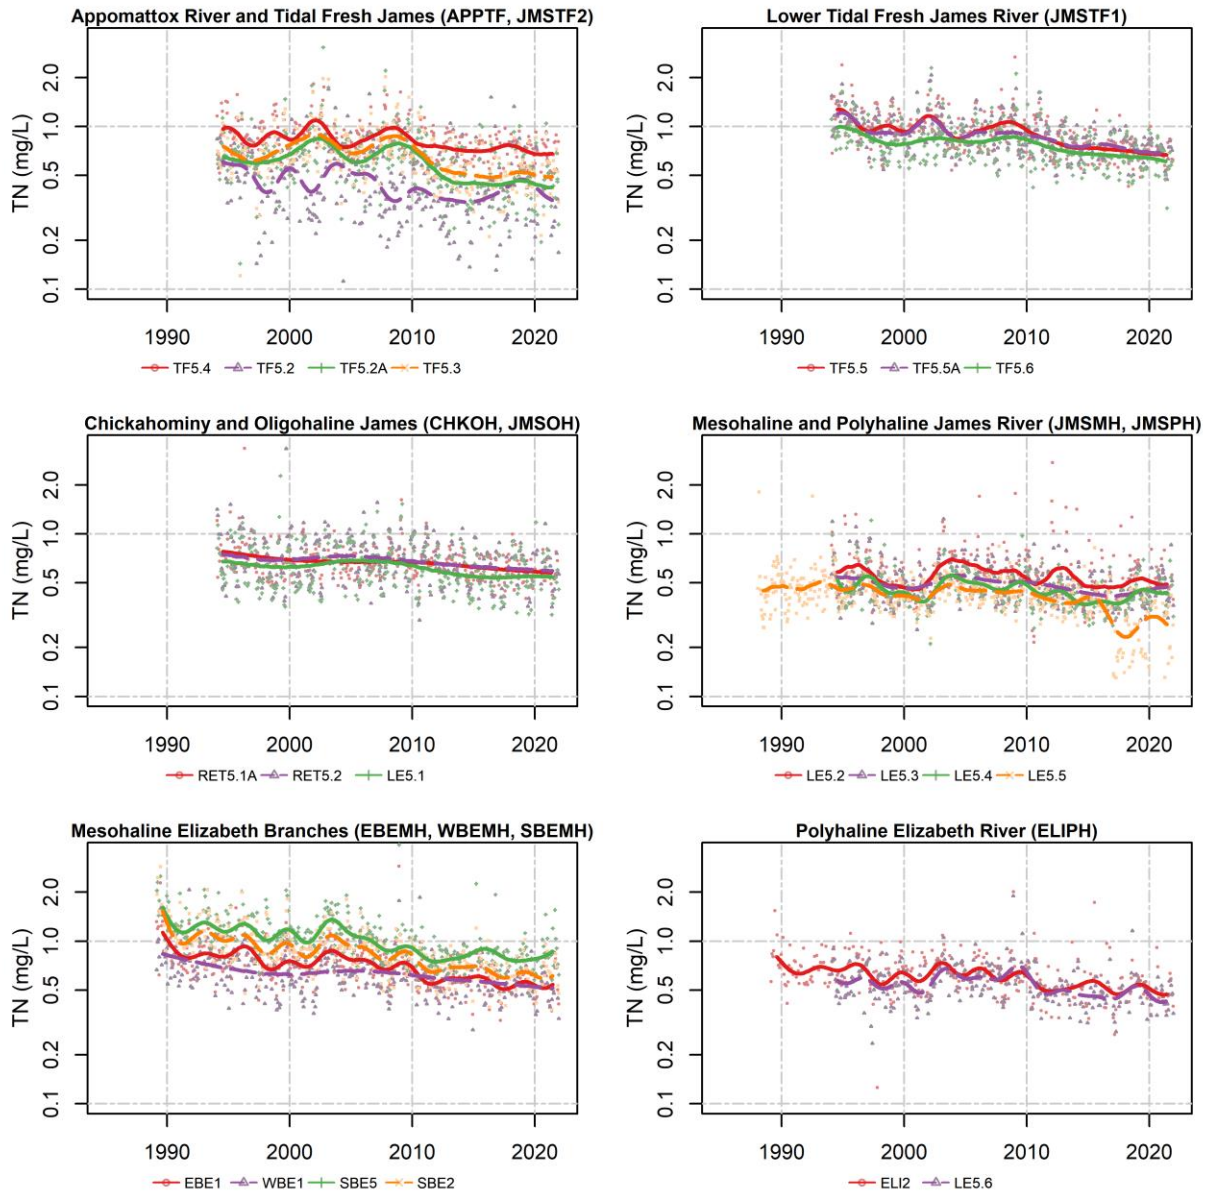 Appomattox River and Tidal Fresh James (APPTF, JMSTF2)
TN (mg/L)
2.0
1.0
0.5
0.2
0.1
1990 2000 2010 2020
TF5.4 TF5.2 TF5.2A TF5.3
Lower Tidal Fresh James River (JMSTF1)
TN (mg/L)
2.0
1.0
0.5
0.2
0.1
1990 2000 2010 2020
TF5.5 TF5.5A TF5.6
Chickahominy and Oligohaline James (CHKOH, JMSOH)
TN (mg/L)
2.0
1.0
0.5
0.2
0.1
1990 2000 2010 2020
RET5.1A RET5.2 LE5.1
Mesohaline and Polyhaline James River (JMSMH, JMSPH)
TN (mg/L)
2.0
1.0
0.5
0.2
0.1
1990 2000 2010 2020
LE5.2 LE5.3 LE5.4 LE5.5
Mesohaline Elizabeth Branches (EBEMH, WBEMH, SBEMH)
TN (mg/L)
2.0
1.0
0.5
0.2
0.1
1990 2000 2010 2020
EBE1 WBE1 SBE5 SBE2
Polyhaline Elizabeth River (ELIPH)
TN (mg/L)
2.0
1.0
0.5
0.2
0.1
1990 2000 2010 2020
ELI2 LE5.6